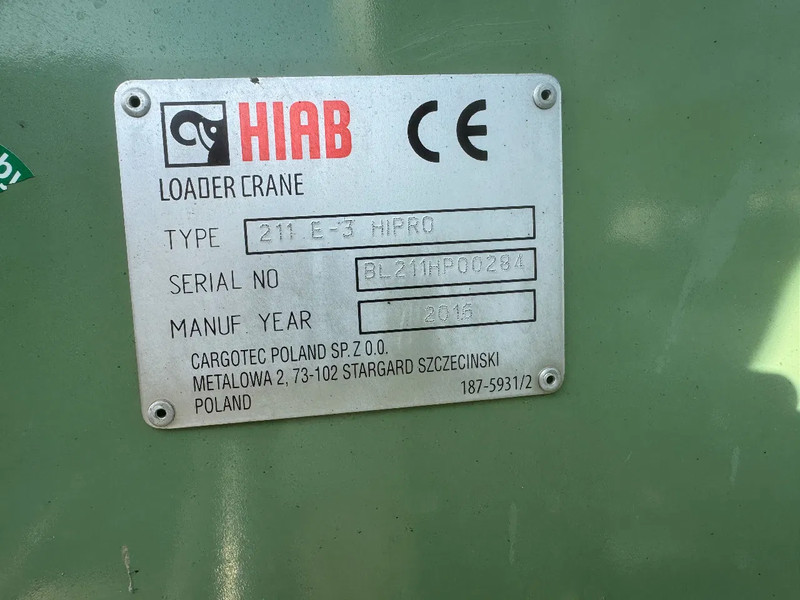 HIAB CE
LOADER CRANE
TYPE 211 E-3 HIPRO
SERIAL NO BL211HP00284
MANUF. YEAR 2016
CARGOTEC POLAND SP. Z O.O.
METALOWA 2, 73-102 STARGARD SZCZECINSKI
POLAND 187-5931/2